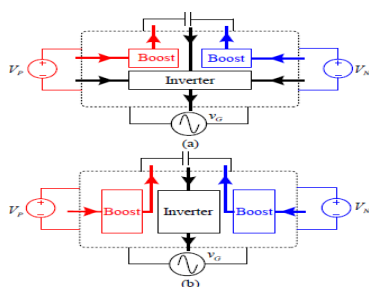 Boost Boost
V_P Inverter V_N
v_G
(a)
V_P Boost Inverter Boost V_N
v_G
(b)